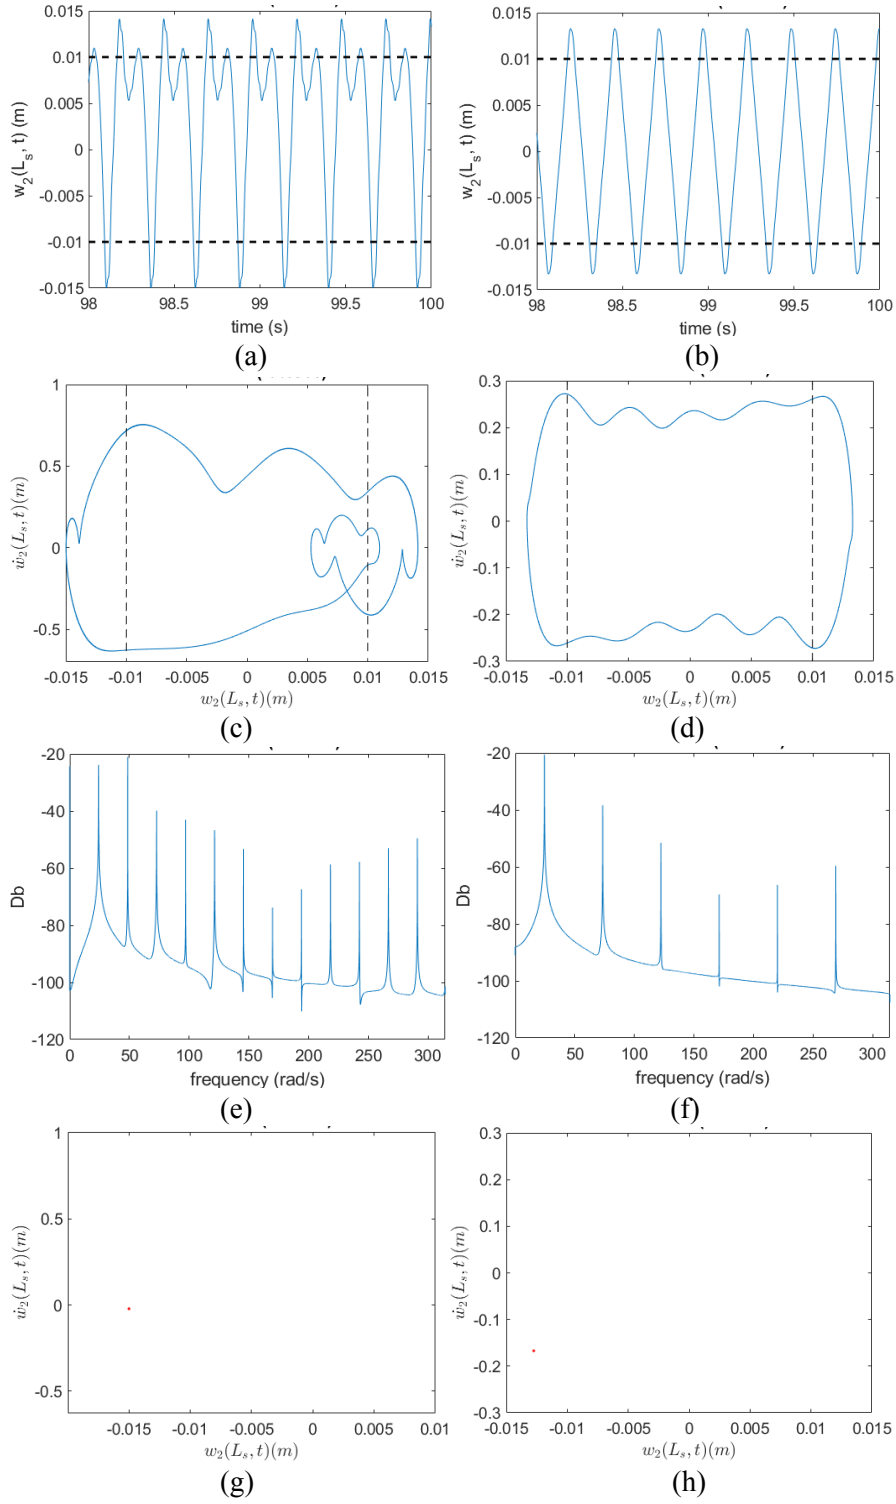 0.015
0.01
0.005
0
-0.005
-0.01
-0.015
w2(Ls, t) (m)
98 98.5 99 99.5 100
time (s)
(a)
0.015
0.01
0.005
0
-0.005
-0.01
-0.015
w2(Ls, t) (m)
98 98.5 99 99.5 100
time (s)
(b)
1
0.5
0
-0.5
ẇ2(Ls, t)(m)
-0.015 -0.01 -0.005 0 0.005 0.01 0.015
w2(Ls, t)(m)
(c)
0.3
0.2
0.1
0
-0.1
-0.2
-0.3
ẇ2(Ls, t)(m)
-0.015 -0.01 -0.005 0 0.005 0.01 0.015
w2(Ls, t)(m)
(d)
-20
-40
-60
-80
-100
-120
Db
0 50 100 150 200 250 300
frequency (rad/s)
(e)
-20
-40
-60
-80
-100
-120
Db
0 50 100 150 200 250 300
frequency (rad/s)
(f)
1
0.5
0
-0.5
ẇ2(Ls, t)(m)
-0.015 -0.01 -0.005 0 0.005 0.01
w2(Ls, t)(m)
(g)
0.3
0.2
0.1
0
-0.1
-0.2
-0.3
ẇ2(Ls, t)(m)
-0.015 -0.01 -0.005 0 0.005 0.01 0.015
w2(Ls, t)(m)
(h)